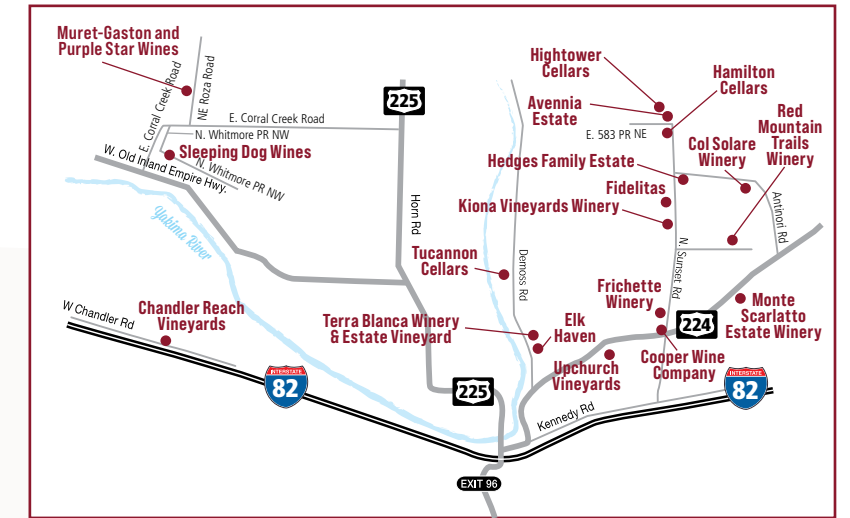 Muret-Gaston and
Purple Star Wines
E. Corral Creek Road
NE Roza Road
E. Corral Creek Road
N. Whitmore PR NW
Sleeping Dog Wines
N. Whitmore PR NW
W. Old Inland Empire Hwy.
Yakima River
225
Horn Rd
Hightower
Cellars
Avennia
Estate
E. 583 PR NE
Hamilton
Cellars
Red
Mountain
Trails
Winery
Col Solare
Winery
Hedges Family Estate
Fidelitas
Kiona Vineyards Winery
Antinori Rd
N. Sunset Rd
Tucannon
Cellars
Demoss Rd
Frichette
Winery
224
Monte
Scarlatto
Estate Winery
W Chandler Rd
Chandler Reach
Vineyards
Terra Blanca Winery
& Estate Vineyard
Elk
Haven
Upchurch
Vineyards
Cooper Wine
Company
INTERSTATE
82
225
Kennedy Rd
INTERSTATE
82
EXIT 96